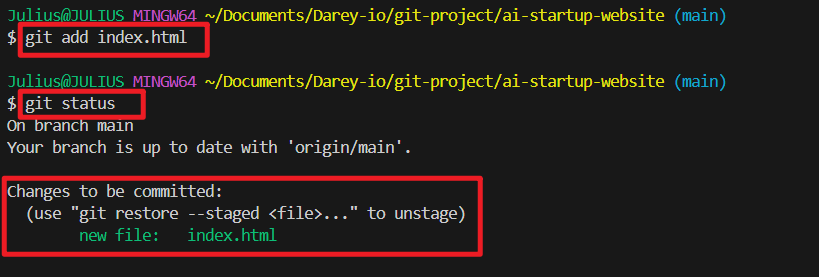 Julius@JULIUS MINGW64 ~/Documents/Darey-io/git-project/ai-startup-website (main)
$ git add index.html
Julius@JULIUS MINGW64 ~/Documents/Darey-io/git-project/ai-startup-website (main)
$ git status
On branch main
Your branch is up to date with 'origin/main'.
Changes to be committed:
(use "git restore --staged <file>..." to unstage)
new file: index.html